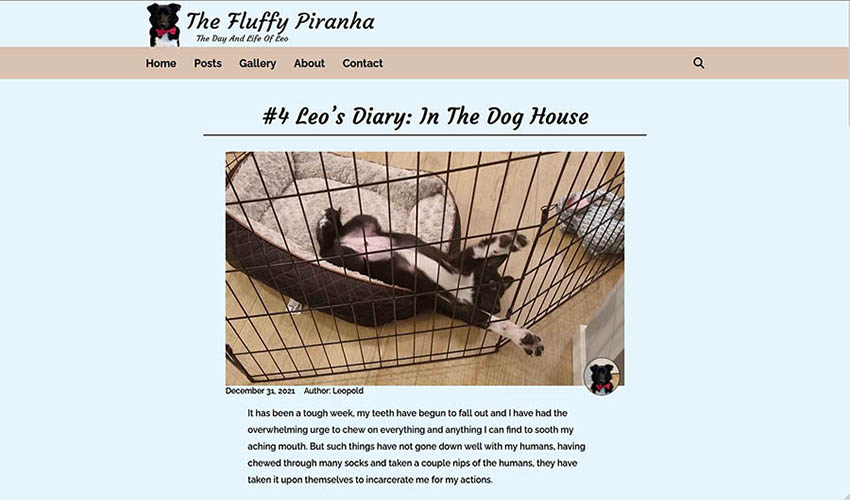 The Fluffy Piranha
The Day And Life Of Leo
Home Posts Gallery About Contact
#4 Leo's Diary: In The Dog House
December 31, 2021 Author: Leopold
It has been a tough week, my teeth have begun to fall out and I have had the
overwhelming urge to chew on everything and anything I can find to sooth my
aching mouth. But such things have not gone down well with my humans, having
chewed through many socks and taken a couple nips of the humans, they have
taken it upon themselves to incarcerate me for my actions.